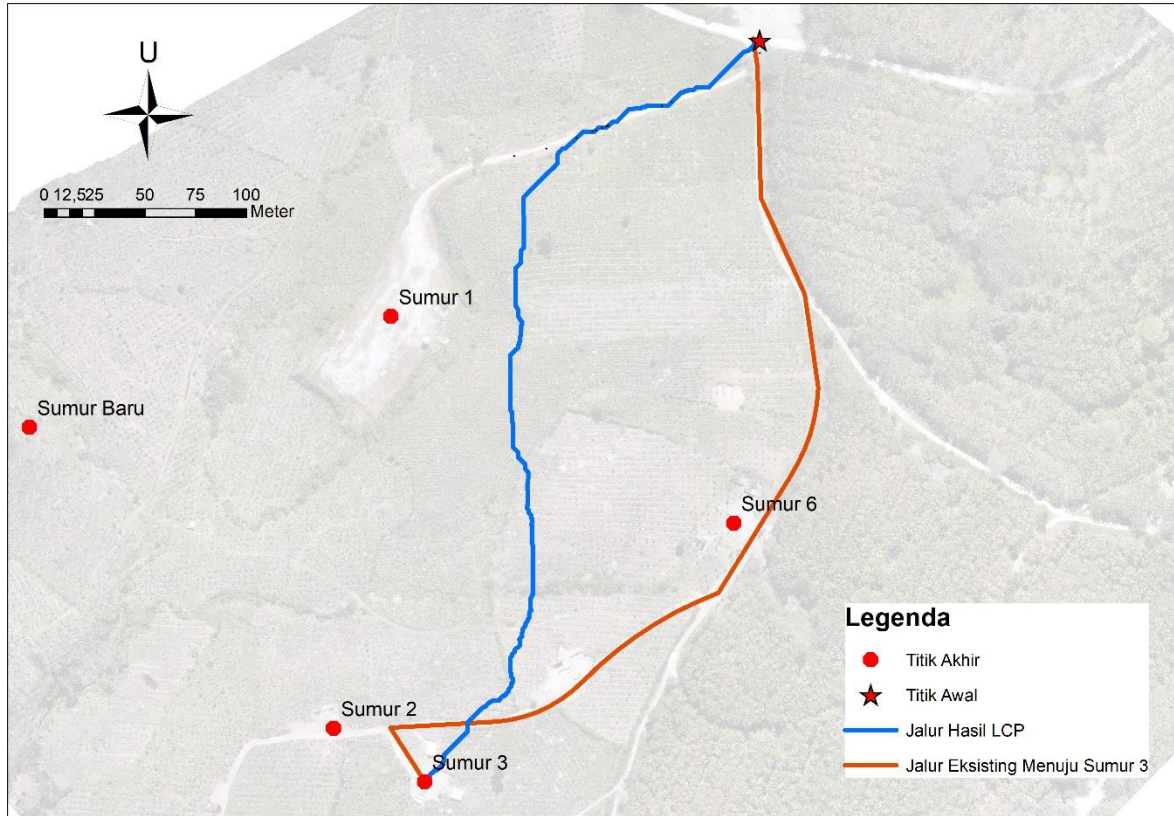 U
0 12,525 50 75 100
Meter
Sumur 1
Sumur Baru
Sumur 6
Sumur 2
Sumur 3
Legenda
Titik Akhir
Titik Awal
Jalur Hasil LCP
Jalur Eksisting Menuju Sumur 3